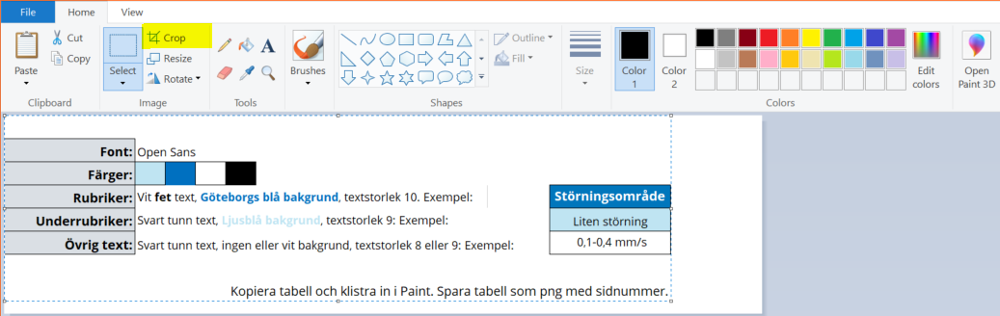 File Home View
Cut
Copy
Paste
Clipboard
Select
Crop
Resize
Rotate
Image
A
Tools
Brushes
Outline
Fill
Shapes
Size
Color 1
Color 2
Edit colors
Colors
Open Paint 3D
Font: Open Sans
Färger:
Rubriker: Vit fet text, Göteborgs blå bakgrund, textstorlek 10. Exempel: Störningsområde
Underrubriker: Svart tunn text, Ljusblå bakgrund, textstorlek 9: Exempel: Liten störning
Övrig text: Svart tunn text, ingen eller vit bakgrund, textstorlek 8 eller 9: Exempel: 0,1-0,4 mm/s
Kopiera tabell och klistra in i Paint. Spara tabell som png med sidnummer.